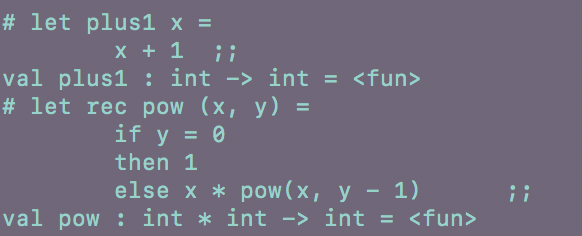 # let plus1 x =
        x + 1  ;;
val plus1 : int -> int = <fun>
# let rec pow (x, y) =
        if y = 0
        then 1
        else x * pow(x, y - 1)      ;;
val pow : int * int -> int = <fun>